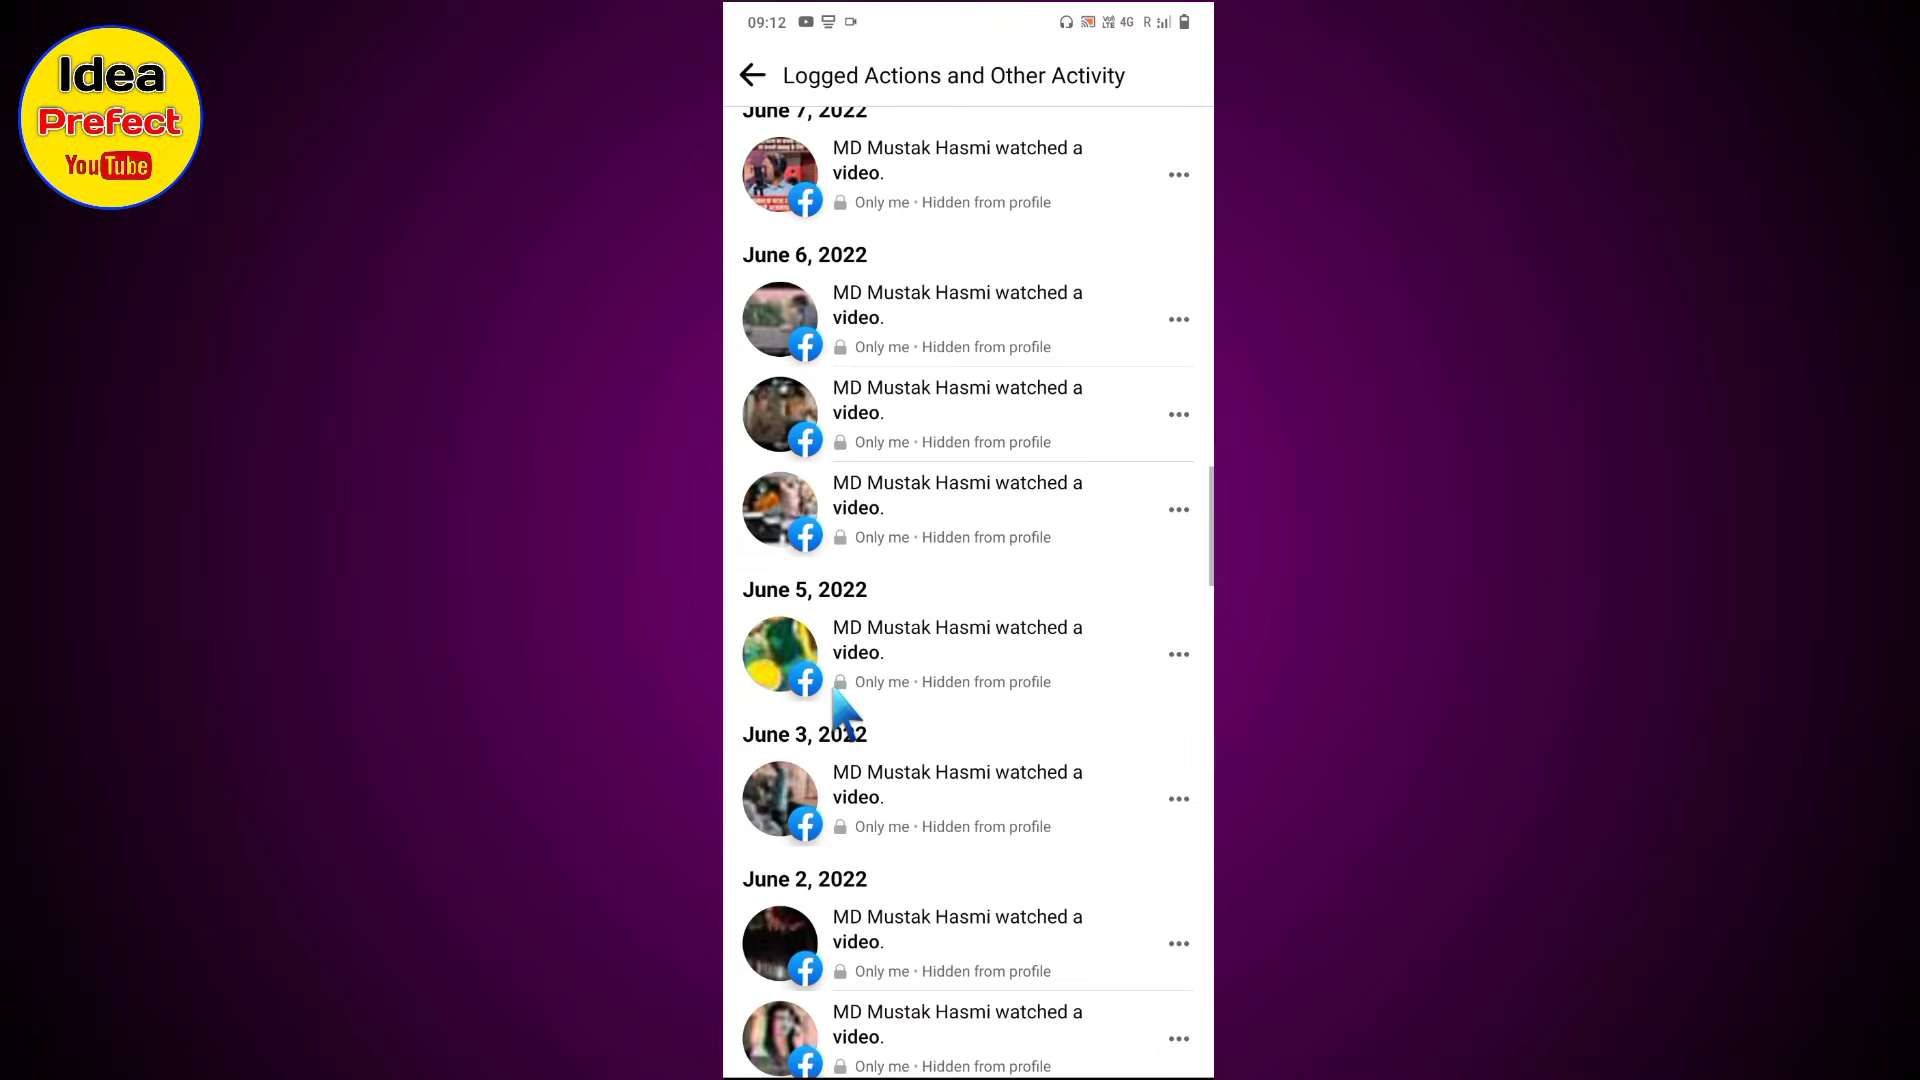 Idea
Prefect
YouTube
09:12
4G R
Logged Actions and Other Activity
June 7, 2022
MD Mustak Hasmi watched a
video.
Only me • Hidden from profile
June 6, 2022
MD Mustak Hasmi watched a
video.
Only me • Hidden from profile
MD Mustak Hasmi watched a
video.
Only me • Hidden from profile
MD Mustak Hasmi watched a
video.
Only me • Hidden from profile
June 5, 2022
MD Mustak Hasmi watched a
video.
Only me • Hidden from profile
June 3, 2022
MD Mustak Hasmi watched a
video.
Only me • Hidden from profile
June 2, 2022
MD Mustak Hasmi watched a
video.
Only me • Hidden from profile
MD Mustak Hasmi watched a
video.
Only me • Hidden from profile